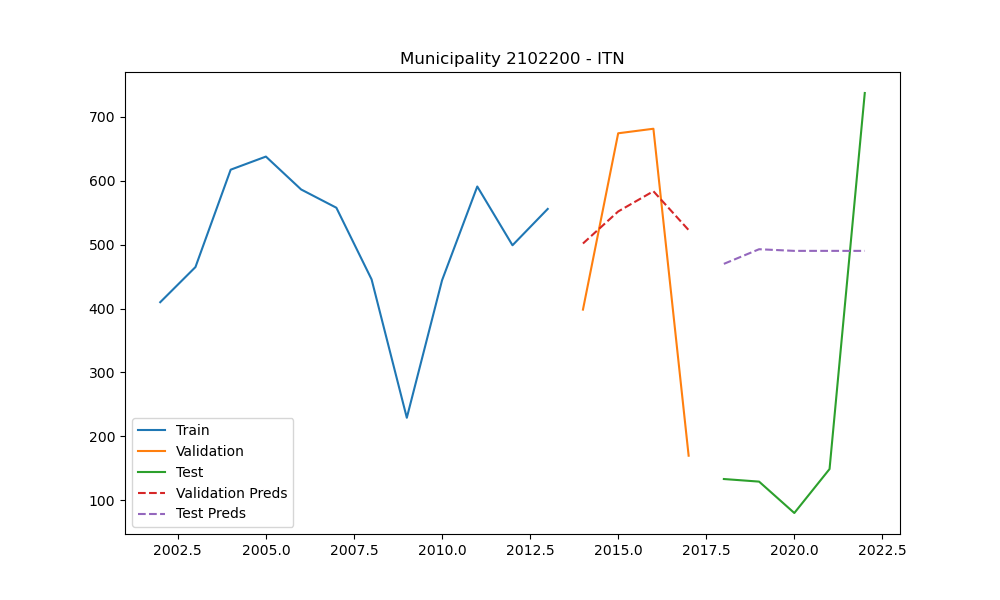 Municipality 2102200 - ITN
700
600
500
400
300
200
100
Train
Validation
Test
Validation Preds
Test Preds
2002.5 2005.0 2007.5 2010.0 2012.5 2015.0 2017.5 2020.0 2022.5